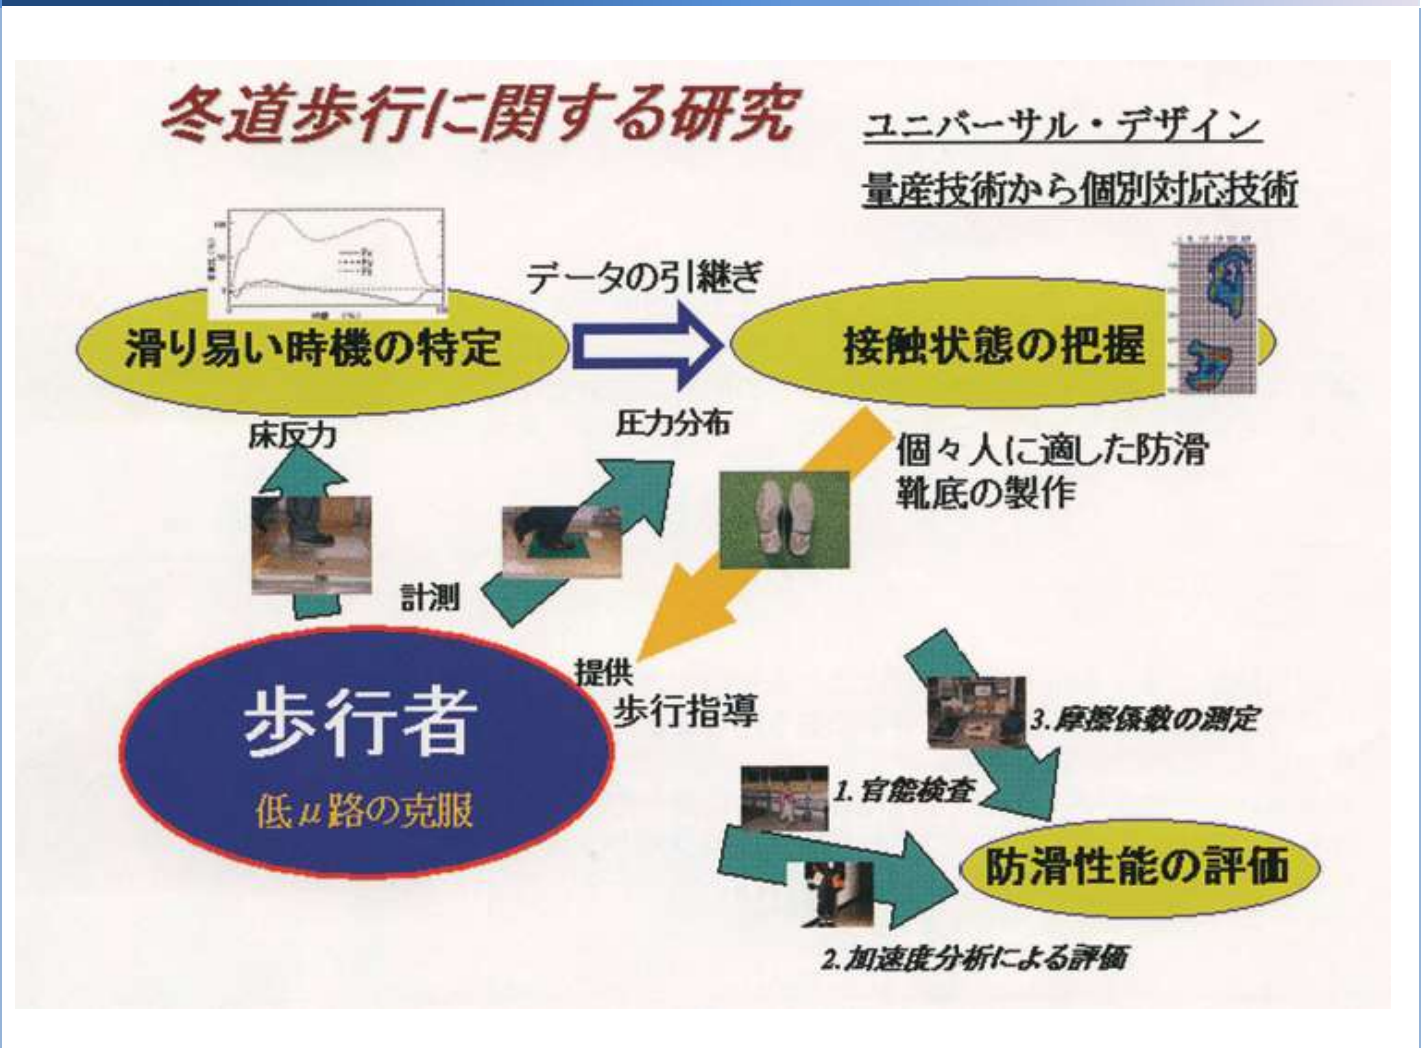 冬道歩行に関する研究
ユニバーサル・デザイン
量産技術から個別対応技術
データの引継ぎ
滑り易い時機の特定
接触状態の把握
床反力
圧力分布
個々人に適した防滑
靴底の製作
計測
提供
歩行指導
歩行者
低μ路の克服
3.摩擦係数の測定
1.官能検査
防滑性能の評価
2.加速度分析による評価